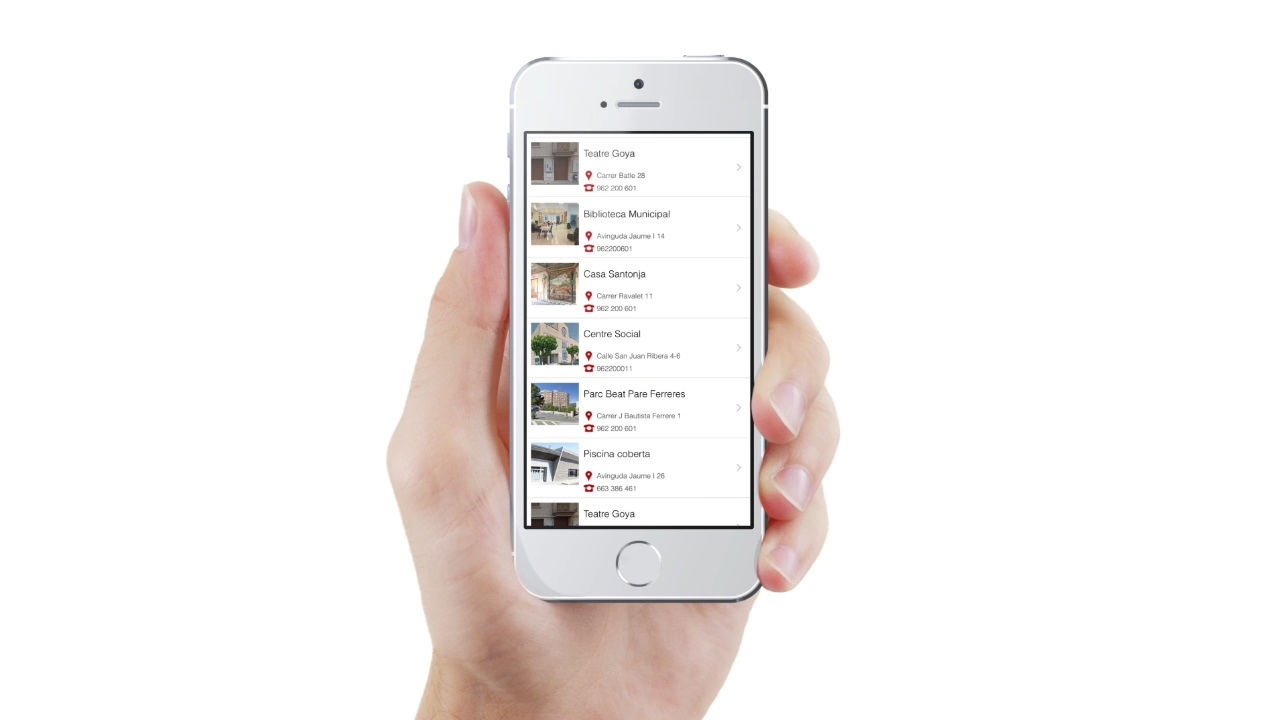 Teatre Goya
Carrer Batle 28
962 200 601
Biblioteca Municipal
Avinguda Jaume I 14
962200601
Casa Santonja
Carrer Ravalet 11
962 200 601
Centre Social
Calle San Juan Ribera 4-6
962200011
Parc Beat Pare Ferreres
Carrer J Bautista Ferrere 1
962 200 601
Piscina coberta
Avinguda Jaume I 26
663 386 461
Teatre Goya